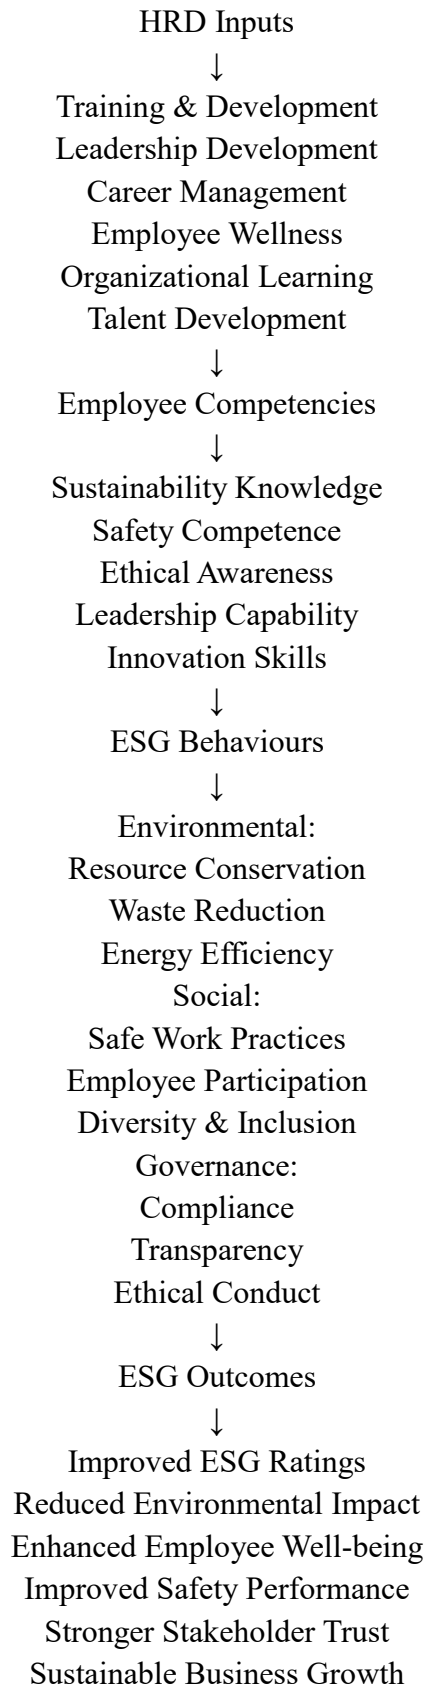 HRD Inputs
↓
Training & Development
Leadership Development
Career Management
Employee Wellness
Organizational Learning
Talent Development
↓
Employee Competencies
↓
Sustainability Knowledge
Safety Competence
Ethical Awareness
Leadership Capability
Innovation Skills
↓
ESG Behaviours
↓
Environmental:
Resource Conservation
Waste Reduction
Energy Efficiency
Social:
Safe Work Practices
Employee Participation
Diversity & Inclusion
Governance:
Compliance
Transparency
Ethical Conduct
↓
ESG Outcomes
↓
Improved ESG Ratings
Reduced Environmental Impact
Enhanced Employee Well-being
Improved Safety Performance
Stronger Stakeholder Trust
Sustainable Business Growth